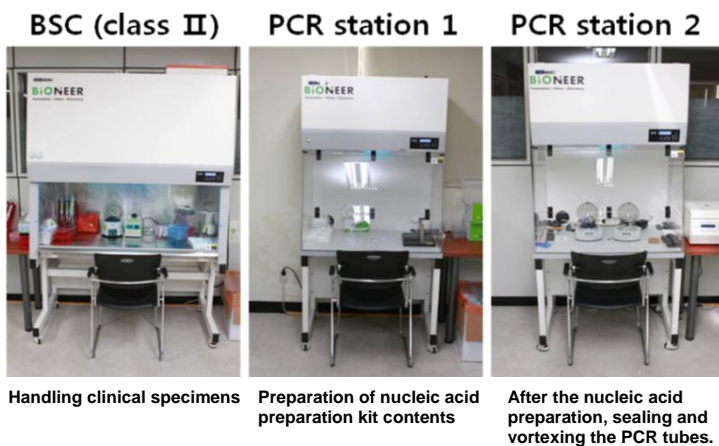 BSC (class Ⅱ)
PCR station 1
PCR station 2
BiONEER
BiONEER
BiONEER
Handling clinical specimens
Preparation of nucleic acid
preparation kit contents
After the nucleic acid
preparation, sealing and
vortexing the PCR tubes.